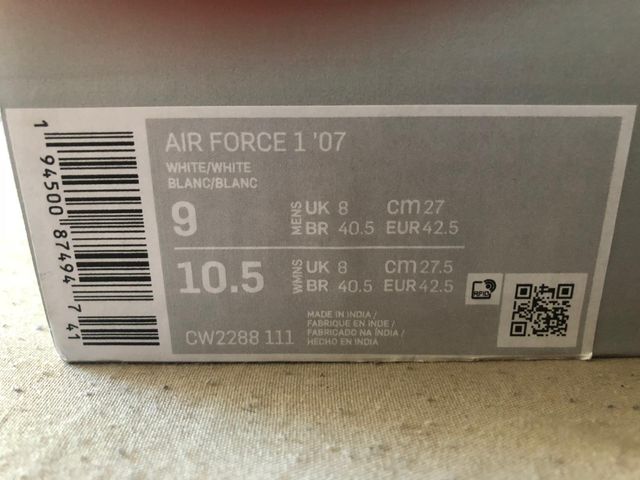 1 94500 87494 741
AIR FORCE 1 '07
WHITE/WHITE
BLANC/BLANC
9
MENS
UK 8 cm 27
BR 40.5 EUR 42.5
10.5
WMNS
UK 8 cm 27.5
BR 40.5 EUR 42.5
RFID
CW2288 111
MADE IN INDIA/
FABRIQUE EN INDE/
FABRICADO NA ÍNDIA/
HECHO EN INDIA